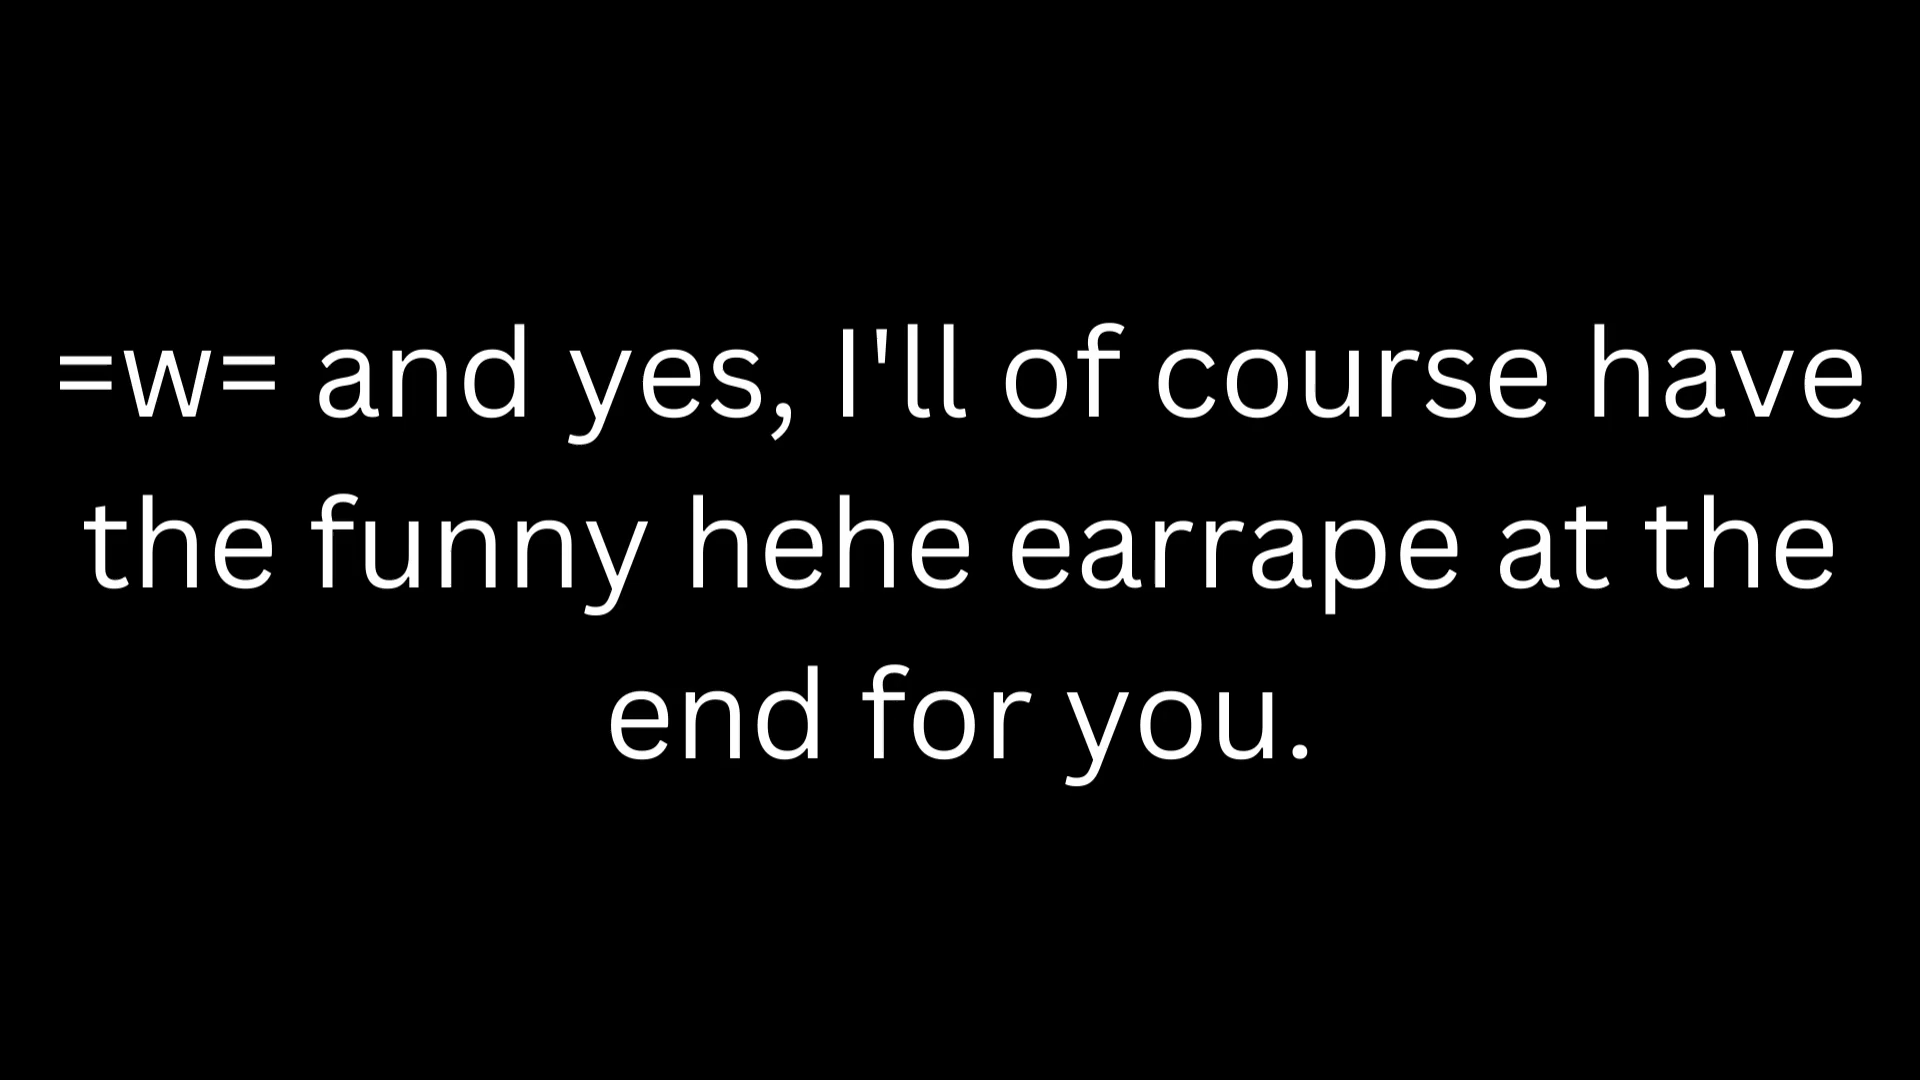 =w= and yes, I'll of course have
the funny hehe earrape at the
end for you.